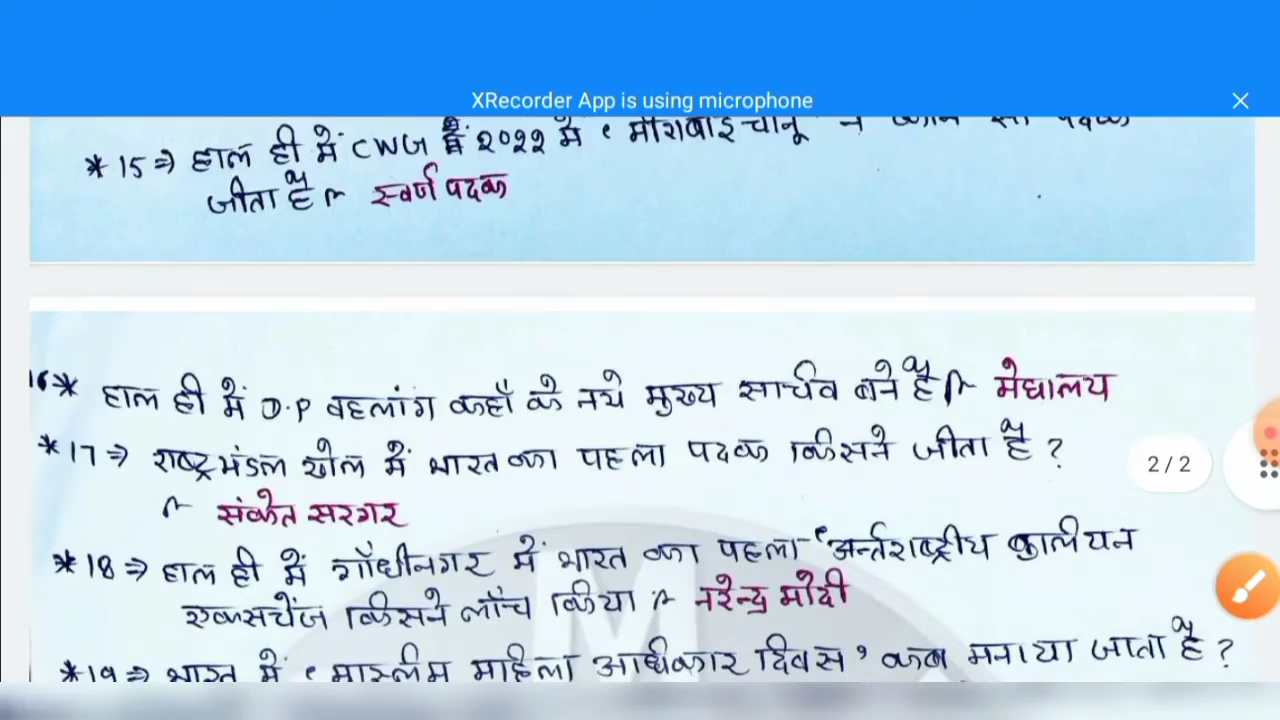 XRecorder App is using microphone
*15⇒ हाल ही में CWG में 2022 में ' मीराबाई चानू ' ने कौन सा पदक
जीता है स्वर्ण पदक
16* हाल ही में D.P वहलांग कहाँ के नये मुख्य सचिव बने है मेघालय
*17⇒ राष्ट्रमंडल खेल में भारत का पहला पदक किसने जीता है ?
संकेत सरगर
2/2
*18⇒ हाल ही में गाँधीनगर में भारत का पहला 'अर्न्तराष्ट्रीय बुलियन
एक्सचेंज किसने लॉन्च किया नरेन्द्र मोदी
*19⇒ भारत में ' मुस्लिम महिला अधिकार दिवस ' कब मनाया जाता है ?
M